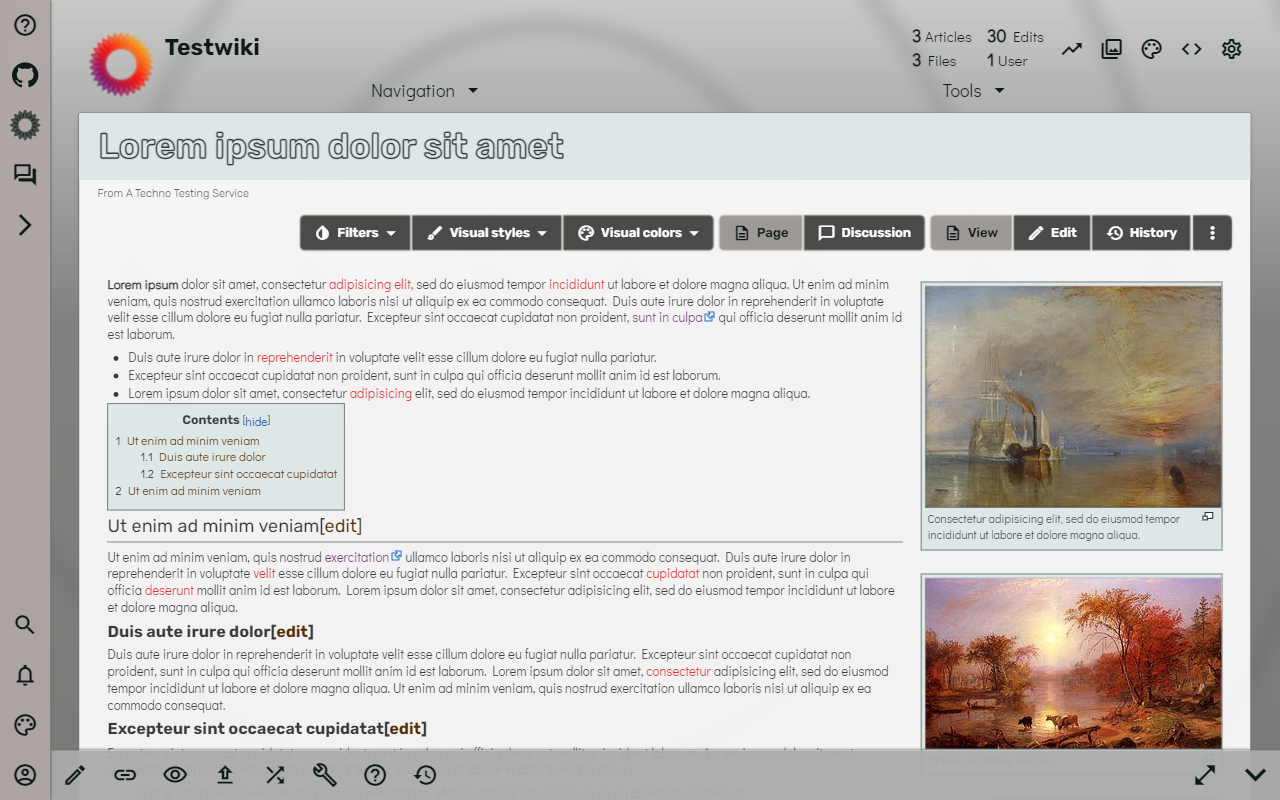 Testwiki
3 Articles 30 Edits
3 Files 1 User
Navigation
Tools
Lorem ipsum dolor sit amet
From A Techno Testing Service
Filters Visual styles Visual colors Page Discussion View Edit History
Lorem ipsum dolor sit amet, consectetur adipisicing elit, sed do eiusmod tempor incididunt ut labore et dolore magna aliqua. Ut enim ad minim
veniam, quis nostrud exercitation ullamco laboris nisi ut aliquip ex ea commodo consequat. Duis aute irure dolor in reprehenderit in voluptate
velit esse cillum dolore eu fugiat nulla pariatur. Excepteur sint occaecat cupidatat non proident, sunt in culpa qui officia deserunt mollit anim id
est laborum.
Duis aute irure dolor in reprehenderit in voluptate velit esse cillum dolore eu fugiat nulla pariatur.
Excepteur sint occaecat cupidatat non proident, sunt in culpa qui officia deserunt mollit anim id est laborum.
Lorem ipsum dolor sit amet, consectetur adipisicing elit, sed do eiusmod tempor incididunt ut labore et dolore magna aliqua.
Contents [hide]
1 Ut enim ad minim veniam
1.1 Duis aute irure dolor
1.2 Excepteur sint occaecat cupidatat
2 Ut enim ad minim veniam
Ut enim ad minim veniam[edit]
Ut enim ad minim veniam, quis nostrud exercitation ullamco laboris nisi ut aliquip ex ea commodo consequat. Duis aute irure dolor in
reprehenderit in voluptate velit esse cillum dolore eu fugiat nulla pariatur. Excepteur sint occaecat cupidatat non proident, sunt in culpa qui
officia deserunt mollit anim id est laborum. Lorem ipsum dolor sit amet, consectetur adipisicing elit, sed do eiusmod tempor incididunt ut labore
et dolore magna aliqua.
Duis aute irure dolor[edit]
Duis aute irure dolor in reprehenderit in voluptate velit esse cillum dolore eu fugiat nulla pariatur. Excepteur sint occaecat cupidatat non
proident, sunt in culpa qui officia deserunt mollit anim id est laborum. Lorem ipsum dolor sit amet, consectetur adipisicing elit, sed do eiusmod
tempor incididunt ut labore et dolore magna aliqua. Ut enim ad minim veniam, quis nostrud exercitation ullamco laboris nisi ut aliquip ex ea
commodo consequat.
Excepteur sint occaecat cupidatat[edit]
Consectetur adipisicing elit, sed do eiusmod tempor
incididunt ut labore et dolore magna aliqua.